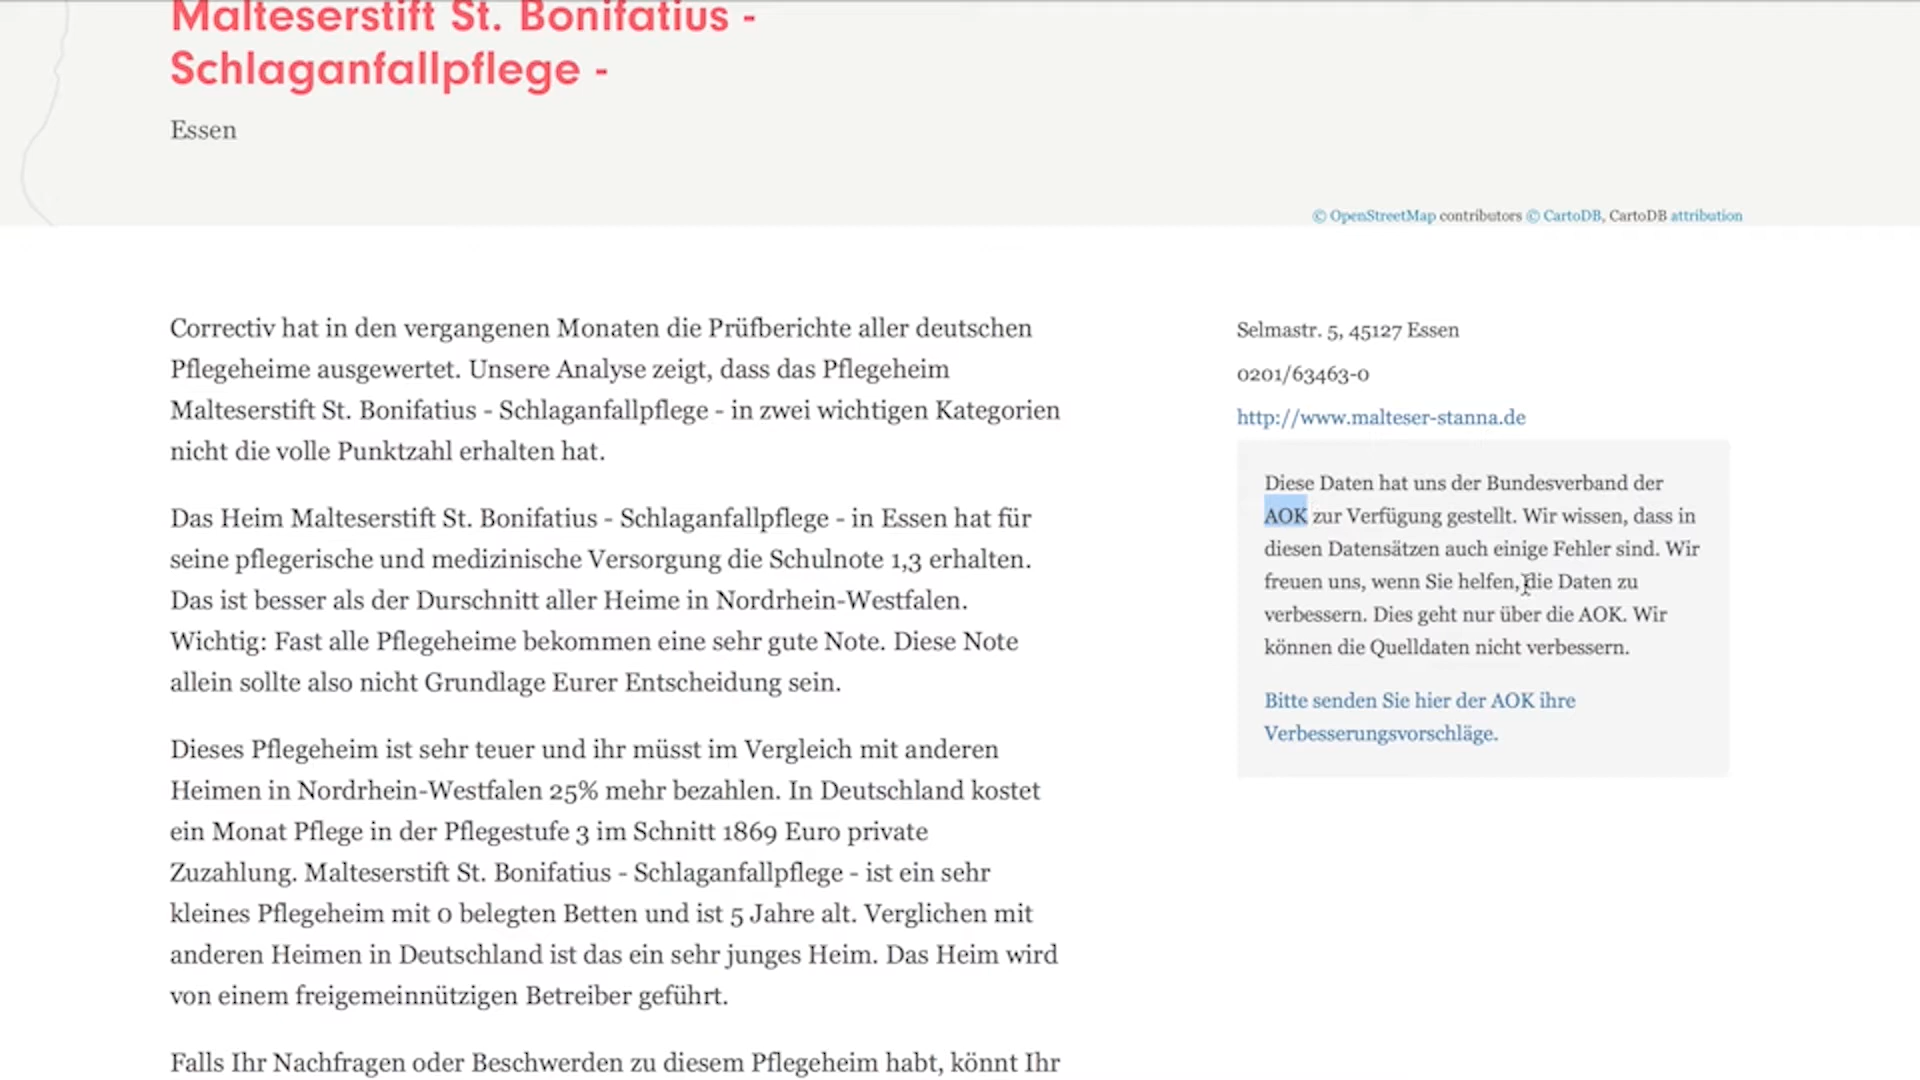 Malteserstift St. Bonifatius -
Schlaganfallpflege -
Essen
© OpenStreetMap contributors © CartoDB, CartoDB attribution
Correctiv hat in den vergangenen Monaten die Prüfberichte aller deutschen
Pflegeheime ausgewertet. Unsere Analyse zeigt, dass das Pflegeheim
Malteserstift St. Bonifatius - Schlaganfallpflege - in zwei wichtigen Kategorien
nicht die volle Punktzahl erhalten hat.
Das Heim Malteserstift St. Bonifatius - Schlaganfallpflege - in Essen hat für
seine pflegerische und medizinische Versorgung die Schulnote 1,3 erhalten.
Das ist besser als der Durschnitt aller Heime in Nordrhein-Westfalen.
Wichtig: Fast alle Pflegeheime bekommen eine sehr gute Note. Diese Note
allein sollte also nicht Grundlage Eurer Entscheidung sein.
Dieses Pflegeheim ist sehr teuer und ihr müsst im Vergleich mit anderen
Heimen in Nordrhein-Westfalen 25% mehr bezahlen. In Deutschland kostet
ein Monat Pflege in der Pflegestufe 3 im Schnitt 1869 Euro private
Zuzahlung. Malteserstift St. Bonifatius - Schlaganfallpflege - ist ein sehr
kleines Pflegeheim mit 0 belegten Betten und ist 5 Jahre alt. Verglichen mit
anderen Heimen in Deutschland ist das ein sehr junges Heim. Das Heim wird
von einem freigemeinnützigen Betreiber geführt.
Falls Ihr Nachfragen oder Beschwerden zu diesem Pflegeheim habt, könnt Ihr
Selmastr. 5, 45127 Essen
0201/63463-0
http://www.malteser-stanna.de
Diese Daten hat uns der Bundesverband der
AOK zur Verfügung gestellt. Wir wissen, dass in
diesen Datensätzen auch einige Fehler sind. Wir
freuen uns, wenn Sie helfen, die Daten zu
verbessern. Dies geht nur über die AOK. Wir
können die Quelldaten nicht verbessern.
Bitte senden Sie hier der AOK ihre
Verbesserungsvorschläge.